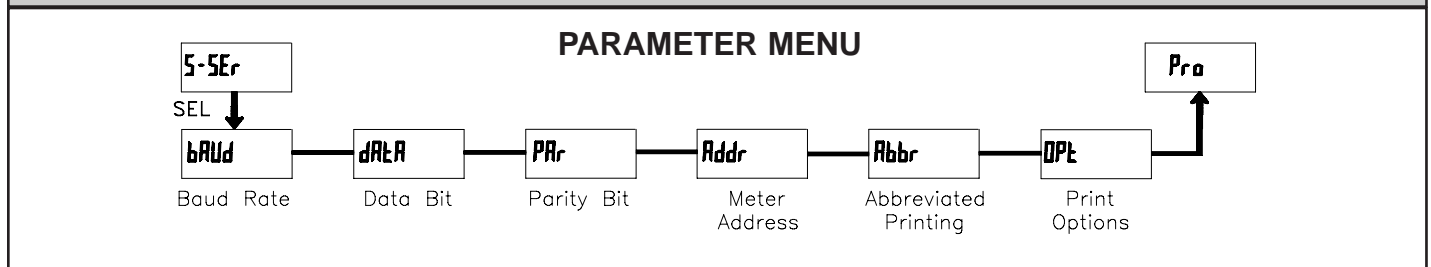 PARAMETER MENU
5-SEr
Pro
SEL
bAUd
dAtA
PAr
Addr
Abbr
OPt
Baud Rate
Data Bit
Parity Bit
Meter
Address
Abbreviated
Printing
Print
Options